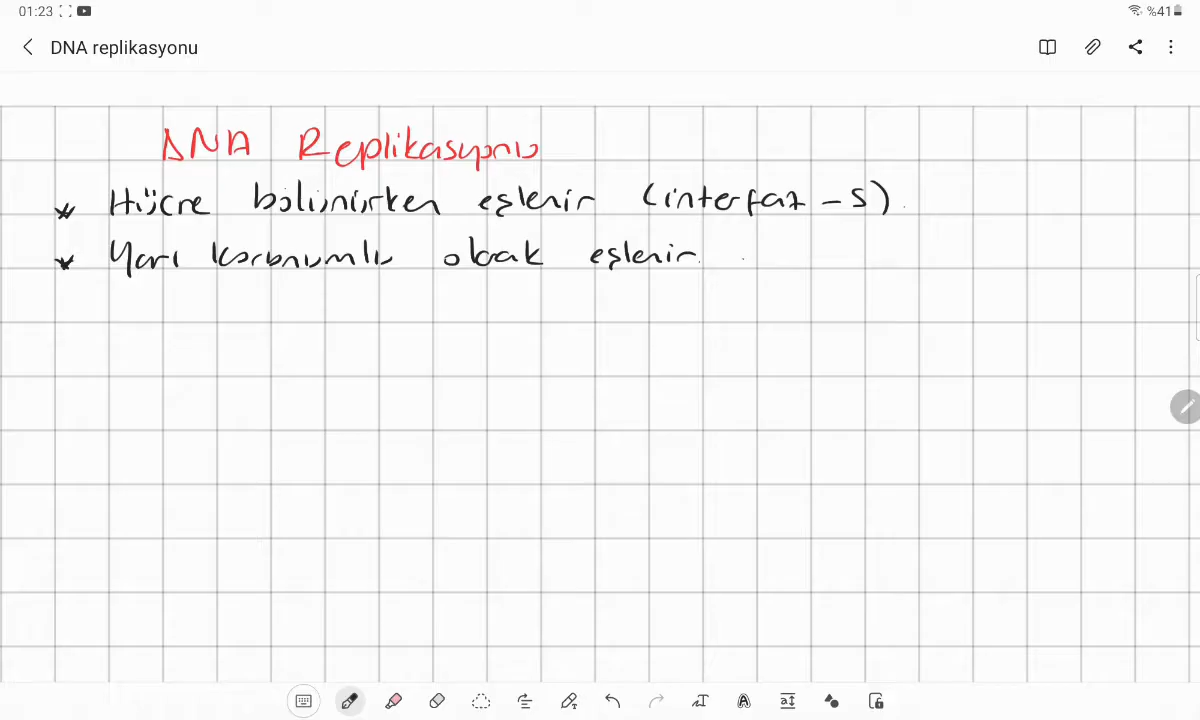 01:23
%41
DNA replikasyonu
DNA Replikasyonu
* Hücre bölünürken eşlenir (interfaz - S)
* Yarı korunumlu olarak eşlenir